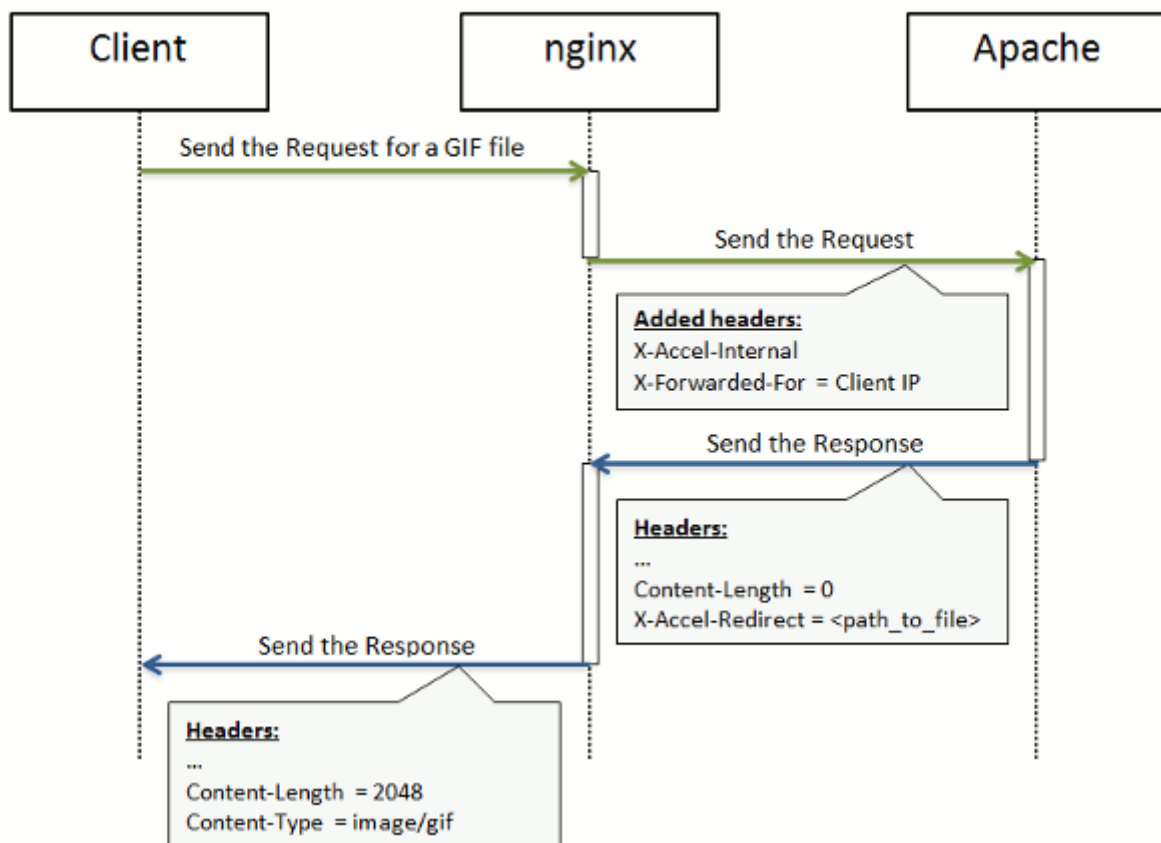 Client
nginx
Apache
Send the Request for a GIF file
Send the Request
Added headers:
X-Accel-Internal
X-Forwarded-For = Client IP
Send the Response
Headers:
...
Content-Length = 0
X-Accel-Redirect = <path_to_file>
Send the Response
Headers:
...
Content-Length = 2048
Content-Type = image/gif